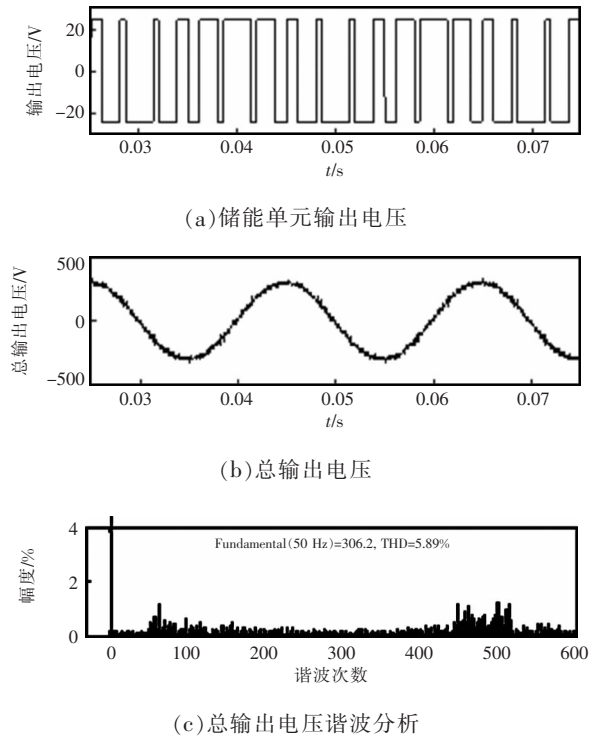 输出电压/V
20
0
−20
0.03 0.04 0.05 0.06 0.07
t/s
(a)储能单元输出电压
总输出电压/V
500
0
−500
0.03 0.04 0.05 0.06 0.07
t/s
(b)总输出电压
幅度/%
4
2
0
Fundamental(50 Hz)=306.2, THD=5.89%
0 100 200 300 400 500 600
谐波次数
(c)总输出电压谐波分析